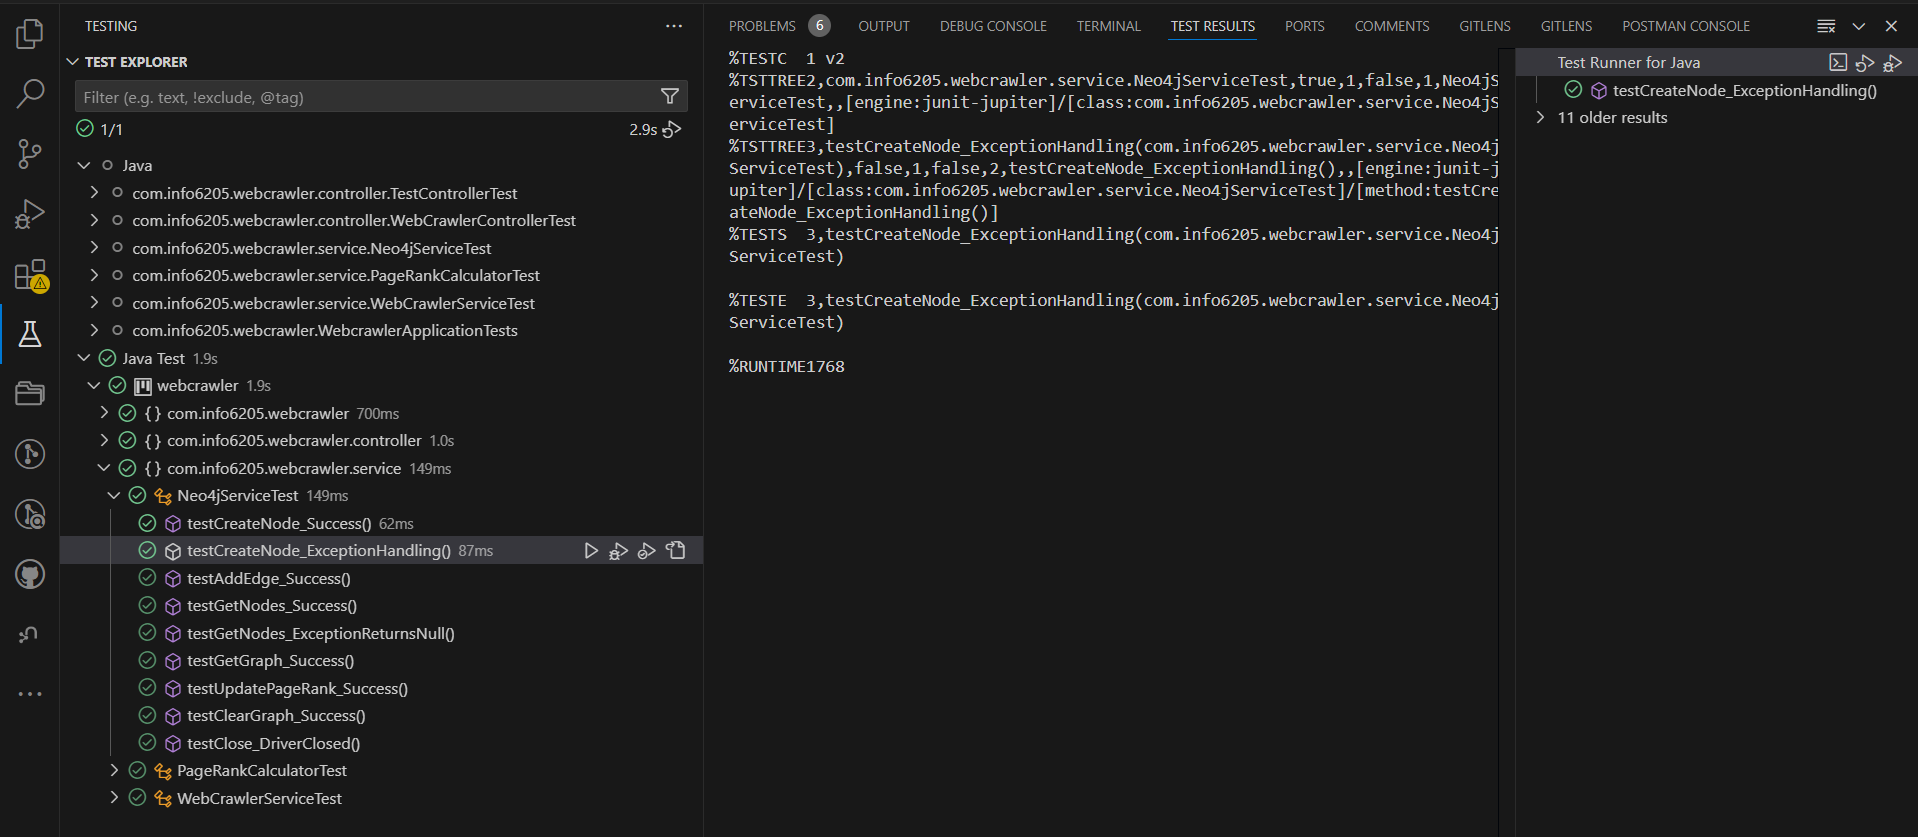 TESTING
TEST EXPLORER
Filter (e.g. text, !exclude, @tag)
1/1 2.9s
Java
com.info6205.webcrawler.controller.TestControllerTest
com.info6205.webcrawler.controller.WebCrawlerControllerTest
com.info6205.webcrawler.service.Neo4jServiceTest
com.info6205.webcrawler.service.PageRankCalculatorTest
com.info6205.webcrawler.service.WebCrawlerServiceTest
com.info6205.webcrawler.WebcrawlerApplicationTests
Java Test 1.9s
webcrawler 1.9s
{} com.info6205.webcrawler 700ms
{} com.info6205.webcrawler.controller 1.0s
{} com.info6205.webcrawler.service 149ms
Neo4jServiceTest 149ms
testCreateNode_Success() 62ms
testCreateNode_ExceptionHandling() 87ms
testAddEdge_Success()
testGetNodes_Success()
testGetNodes_ExceptionReturnsNull()
testGetGraph_Success()
testUpdatePageRank_Success()
testClearGraph_Success()
testClose_DriverClosed()
PageRankCalculatorTest
WebCrawlerServiceTest
PROBLEMS 6 OUTPUT DEBUG CONSOLE TERMINAL TEST RESULTS PORTS COMMENTS GITLENS GITLENS POSTMAN CONSOLE
%TESTC  1 v2
%TSTTREE2,com.info6205.webcrawler.service.Neo4jServiceTest,true,1,false,1,Neo4jS
erviceTest,,[engine:junit-jupiter]/[class:com.info6205.webcrawler.service.Neo4jS
erviceTest]
%TSTTREE3,testCreateNode_ExceptionHandling(com.info6205.webcrawler.service.Neo4j
ServiceTest),false,1,false,2,testCreateNode_ExceptionHandling(),,[engine:junit-j
upiter]/[class:com.info6205.webcrawler.service.Neo4jServiceTest]/[method:testCre
ateNode_ExceptionHandling()]
%TESTS  3,testCreateNode_ExceptionHandling(com.info6205.webcrawler.service.Neo4j
ServiceTest)
%TESTE  3,testCreateNode_ExceptionHandling(com.info6205.webcrawler.service.Neo4j
ServiceTest)
%RUNTIME1768
Test Runner for Java
testCreateNode_ExceptionHandling()
11 older results